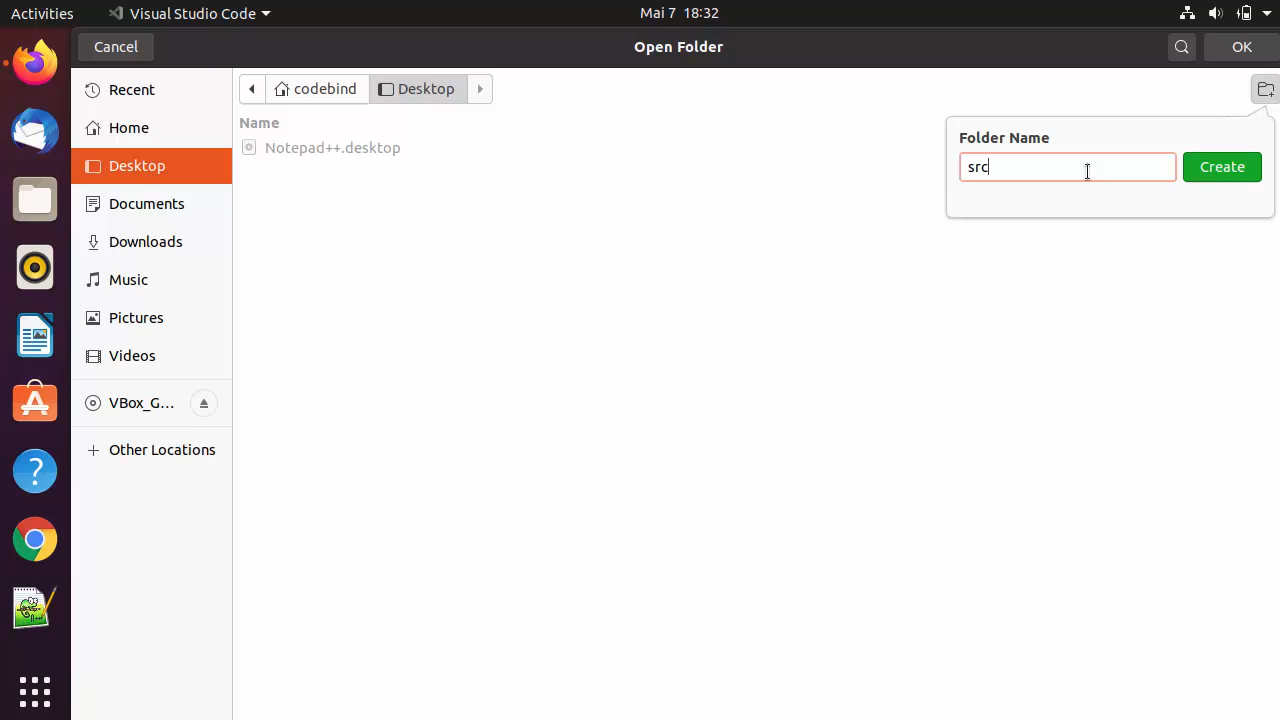 Activities
Visual Studio Code
Mai 7 18:32
Cancel
Open Folder
OK
Recent
Home
Desktop
Documents
Downloads
Music
Pictures
Videos
VBox_G...
Other Locations
codebind
Desktop
Name
Notepad++.desktop
Folder Name
src
Create